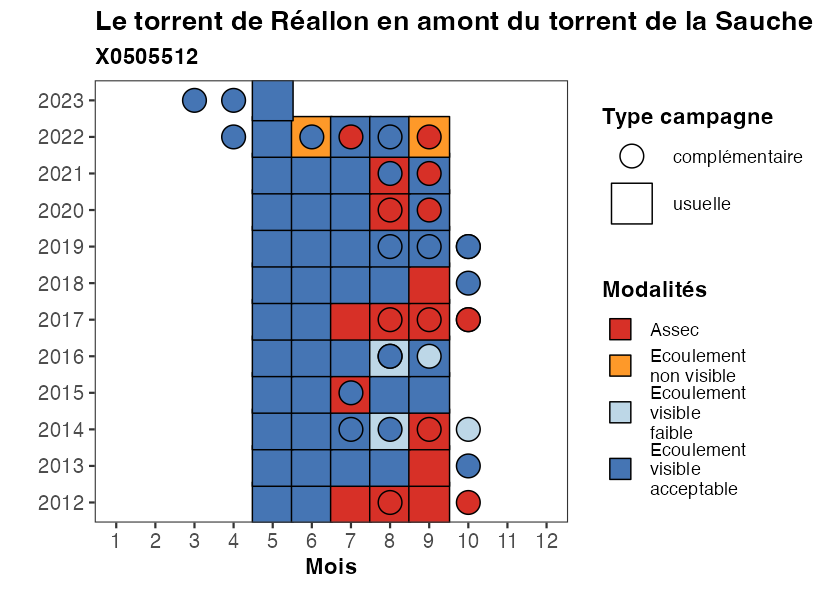 Le torrent de Réallon en amont du torrent de la Sauche
X0505512
2023
2022
2021
2020
2019
2018
2017
2016
2015
2014
2013
2012
1 2 3 4 5 6 7 8 9 10 11 12
Mois
Type campagne
complémentaire
usuelle
Modalités
Assec
Ecoulement
non visible
Ecoulement
visible
faible
Ecoulement
visible
acceptable